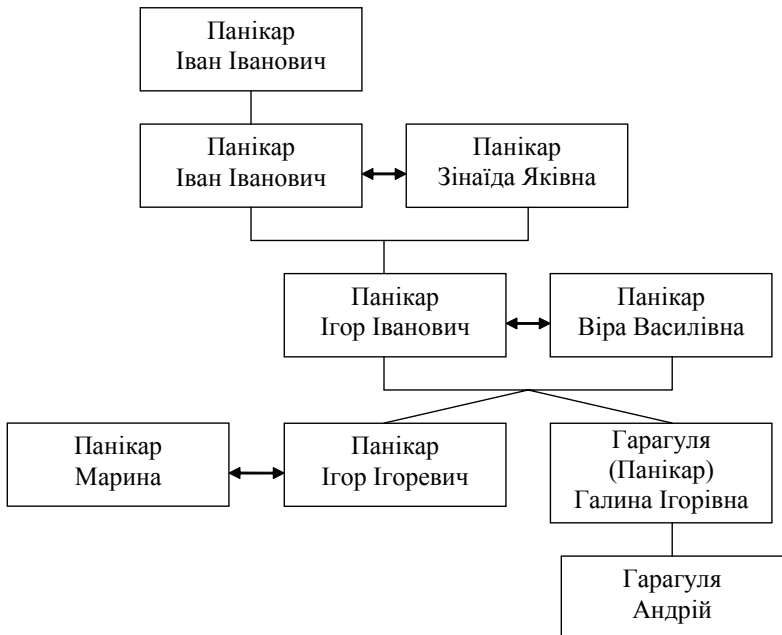 Панікар
Іван Іванович
Панікар
Іван Іванович
Панікар
Зінаїда Яківна
Панікар
Ігор Іванович
Панікар
Віра Василівна
Панікар
Марина
Панікар
Ігор Ігоревич
Гарагуля
(Панікар)
Галина Ігорівна
Гарагуля
Андрій